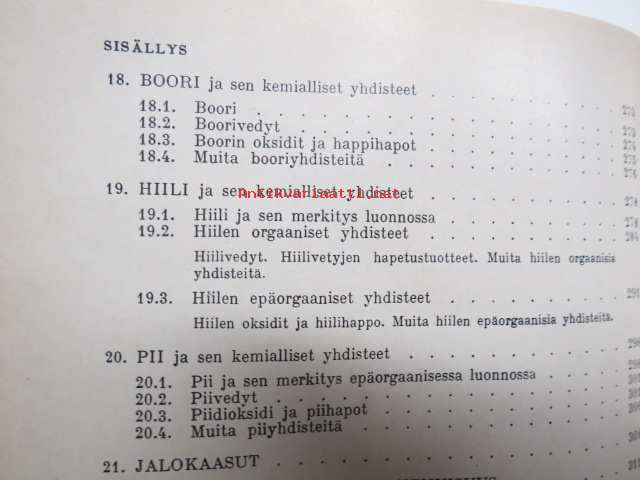 SISÄLLYS
18. BOORI ja sen kemialliset yhdisteet
18.1. Boori
18.2. Boorivedyt
18.3. Boorin oksidit ja happihapot
18.4. Muita booriyhdisteitä
19. HIILI ja sen kemialliset yhdisteet
19.1. Hiili ja sen merkitys luonnossa
19.2. Hiilen orgaaniset yhdisteet
Hiilivedyt. Hiilivetyjen hapetustuotteet. Muita hiilen orgaanisia
yhdisteitä.
19.3. Hiilen epäorgaaniset yhdisteet
Hiilen oksidit ja hiilihappo. Muita hiilen epäorgaanisia yhdisteitä.
20. PII ja sen kemialliset yhdisteet
20.1. Pii ja sen merkitys epäorgaanisessa luonnossa
20.2. Piivedyt
20.3. Piidioksidi ja piihapot
20.4. Muita piiyhdisteitä
21. JALOKAASUT